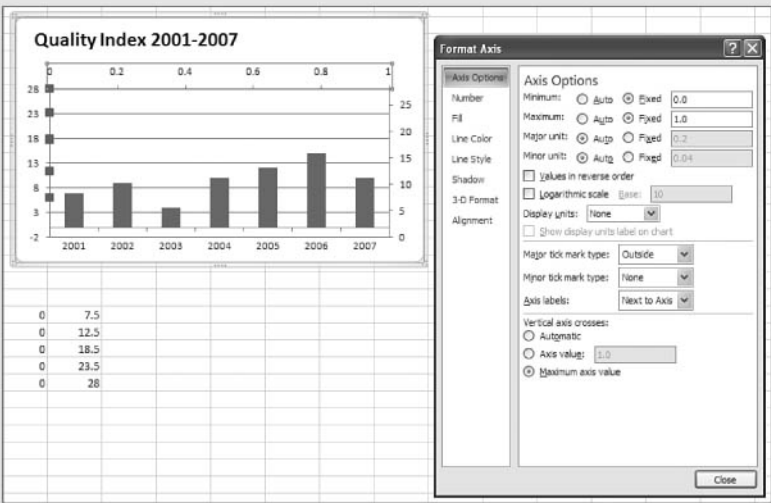 Quality Index 2001-2007
0 0.2 0.4 0.6 0.8 1
28
23
18
13
8
3
-2
25
20
15
10
5
0
2001 2002 2003 2004 2005 2006 2007
0 7.5
0 12.5
0 18.5
0 23.5
0 28
Format Axis
Axis Options
Number
Fill
Line Color
Line Style
Shadow
3-D Format
Alignment
Axis Options
Minimum: Auto Fixed 0.0
Maximum: Auto Fixed 1.0
Major unit: Auto Fixed 0.2
Minor unit: Auto Fixed 0.04
Values in reverse order
Logarithmic scale Base: 10
Display units: None
Show display units label on chart
Major tick mark type: Outside
Minor tick mark type: None
Axis labels: Next to Axis
Vertical axis crosses:
Automatic
Axis value: 1.0
Maximum axis value
Close